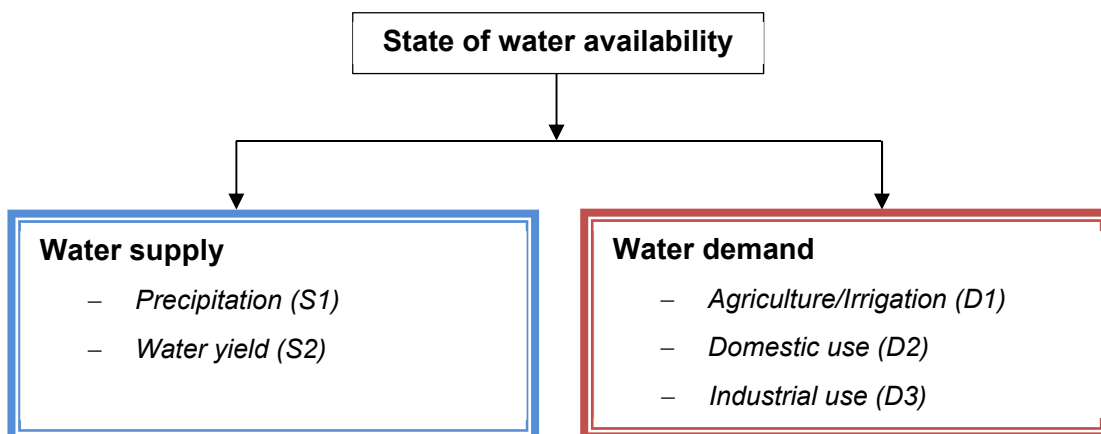 State of water availability
Water supply
– Precipitation (S1)
– Water yield (S2)
Water demand
– Agriculture/Irrigation (D1)
– Domestic use (D2)
– Industrial use (D3)